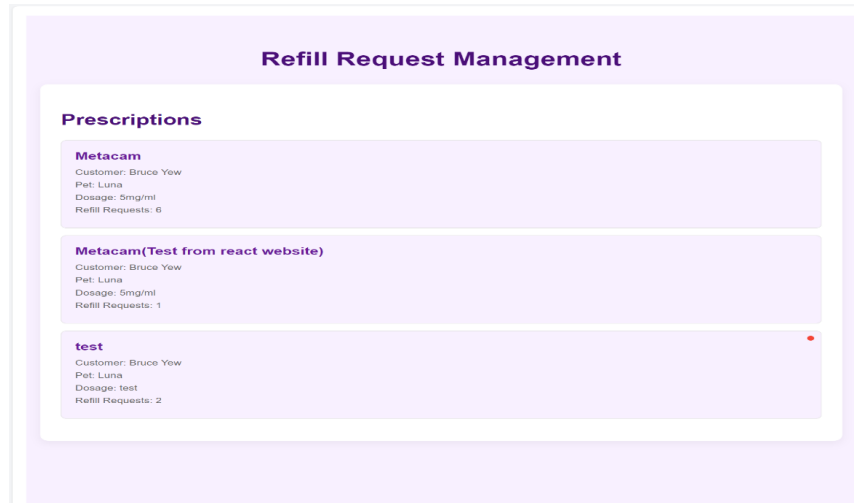 Refill Request Management
Prescriptions
Metacam
Customer: Bruce Yew
Pet: Luna
Dosage: 5mg/ml
Refill Requests: 6
Metacam(Test from react website)
Customer: Bruce Yew
Pet: Luna
Dosage: 5mg/ml
Refill Requests: 1
test
Customer: Bruce Yew
Pet: Luna
Dosage: test
Refill Requests: 2